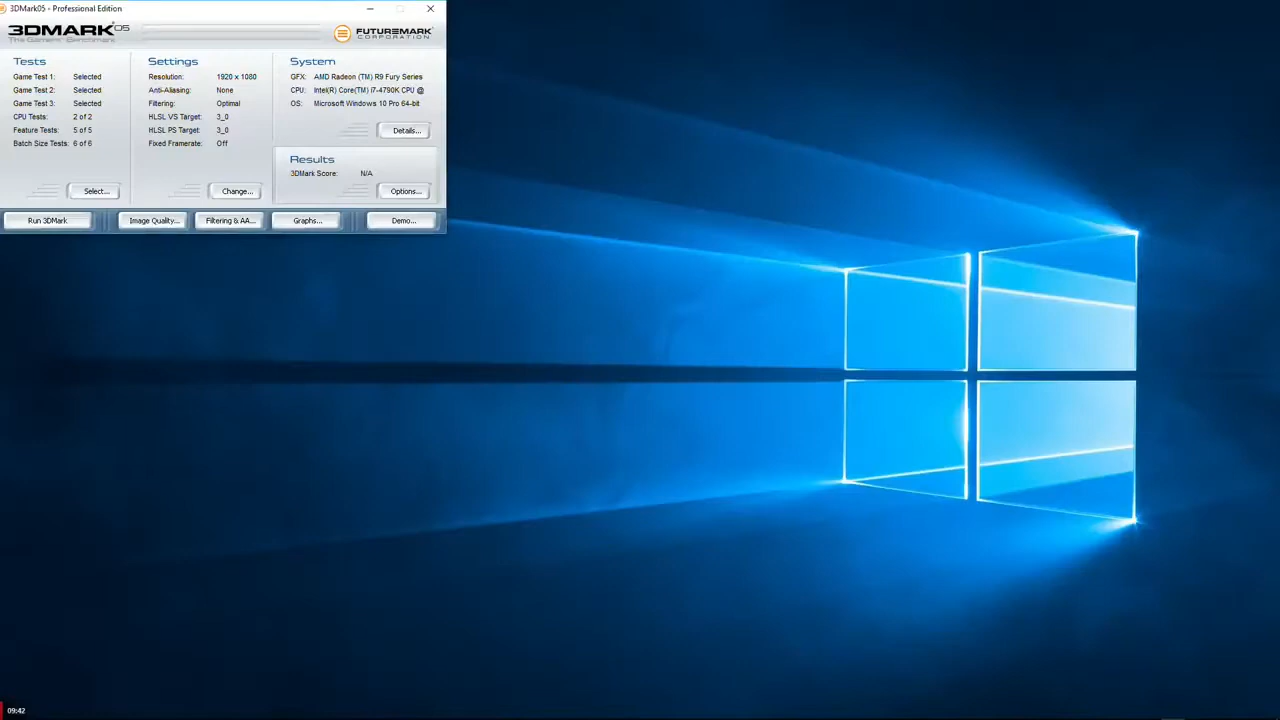 3DMark05 - Professional Edition
3DMARK 05
The Gamers' Benchmark
FUTUREMARK
CORPORATION
Tests
Game Test 1: Selected
Game Test 2: Selected
Game Test 3: Selected
CPU Tests: 2 of 2
Feature Tests: 5 of 5
Batch Size Tests: 6 of 6
Select...
Settings
Resolution: 1920 x 1080
Anti-Aliasing: None
Filtering: Optimal
HLSL VS Target: 3_0
HLSL PS Target: 3_0
Fixed Framerate: Off
Change...
System
GFX: AMD Radeon (TM) R9 Fury Series
CPU: Intel(R) Core(TM) i7-4790K CPU @
OS: Microsoft Windows 10 Pro 64-bit
Details...
Results
3DMark Score: N/A
Options...
Run 3DMark
Image Quality...
Filtering & AA...
Graphs...
Demo...
09:42